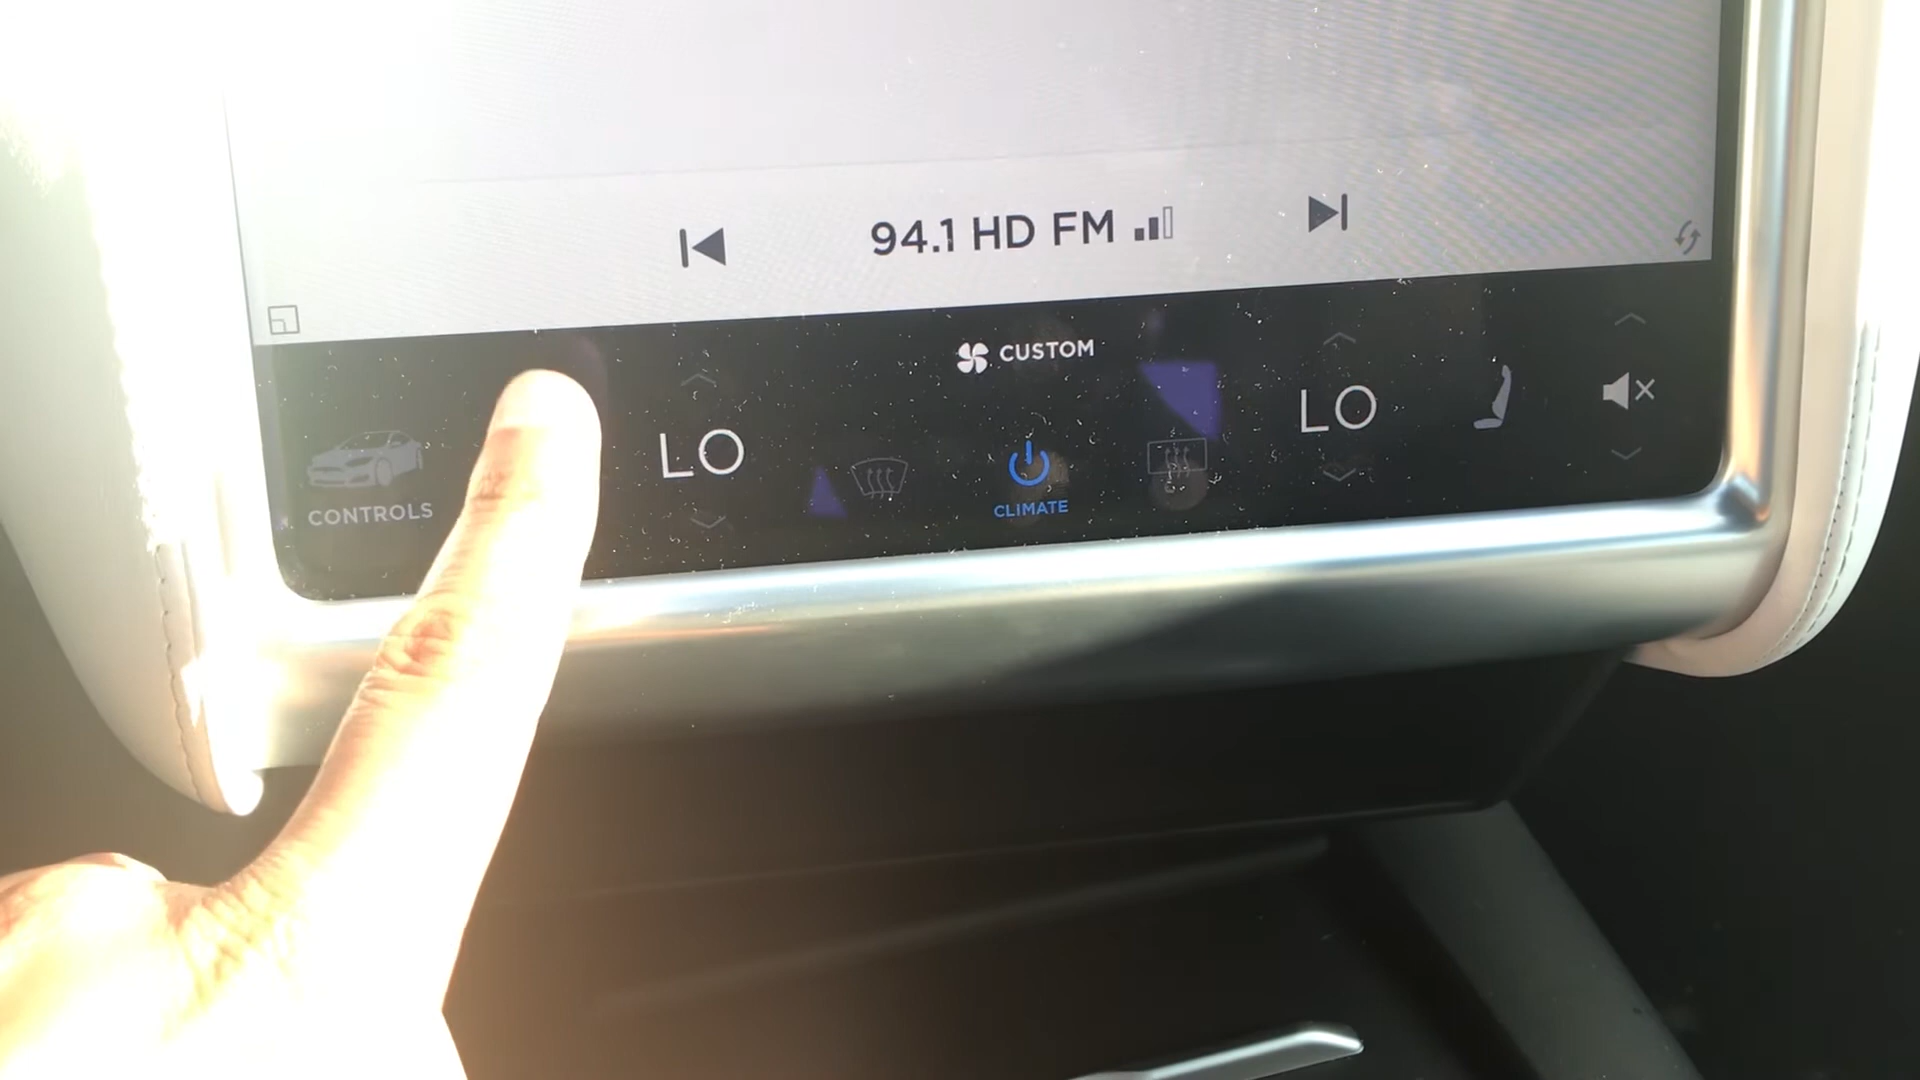 94.1 HD FM
CUSTOM
LO
LO
CONTROLS
CLIMATE